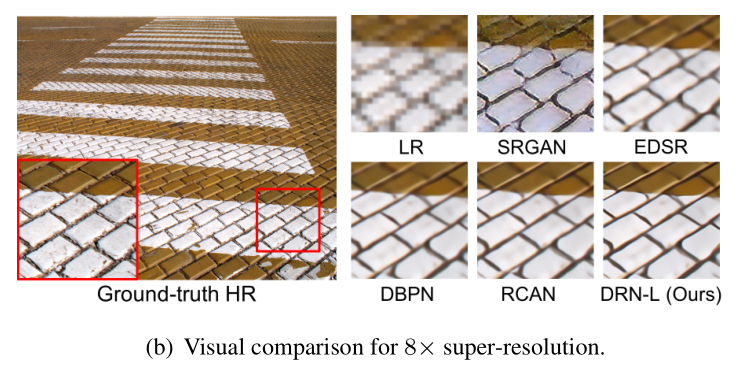 LR SRGAN EDSR
DBPN RCAN DRN-L (Ours)
Ground-truth HR
(b) Visual comparison for 8× super-resolution.